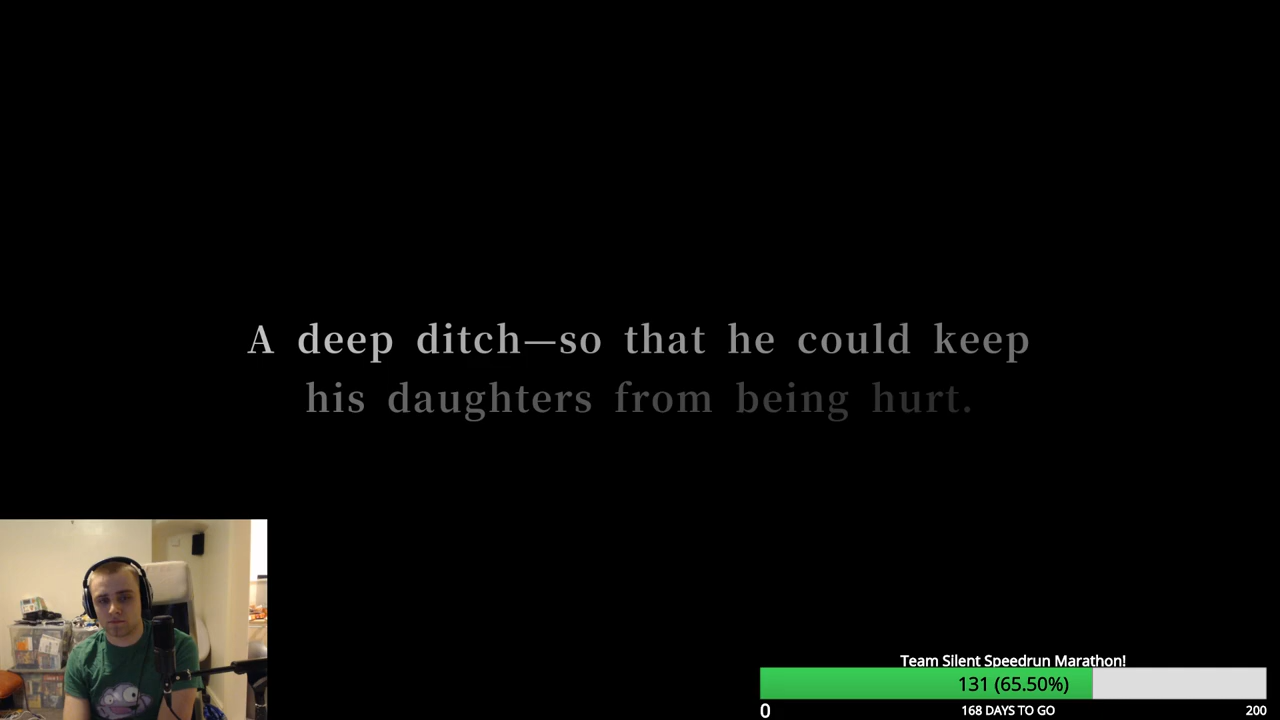 A deep ditch—so that he could keep
his daughters from being hurt.
Team Silent Speedrun Marathon!
131 (65.50%)
0 168 DAYS TO GO 200